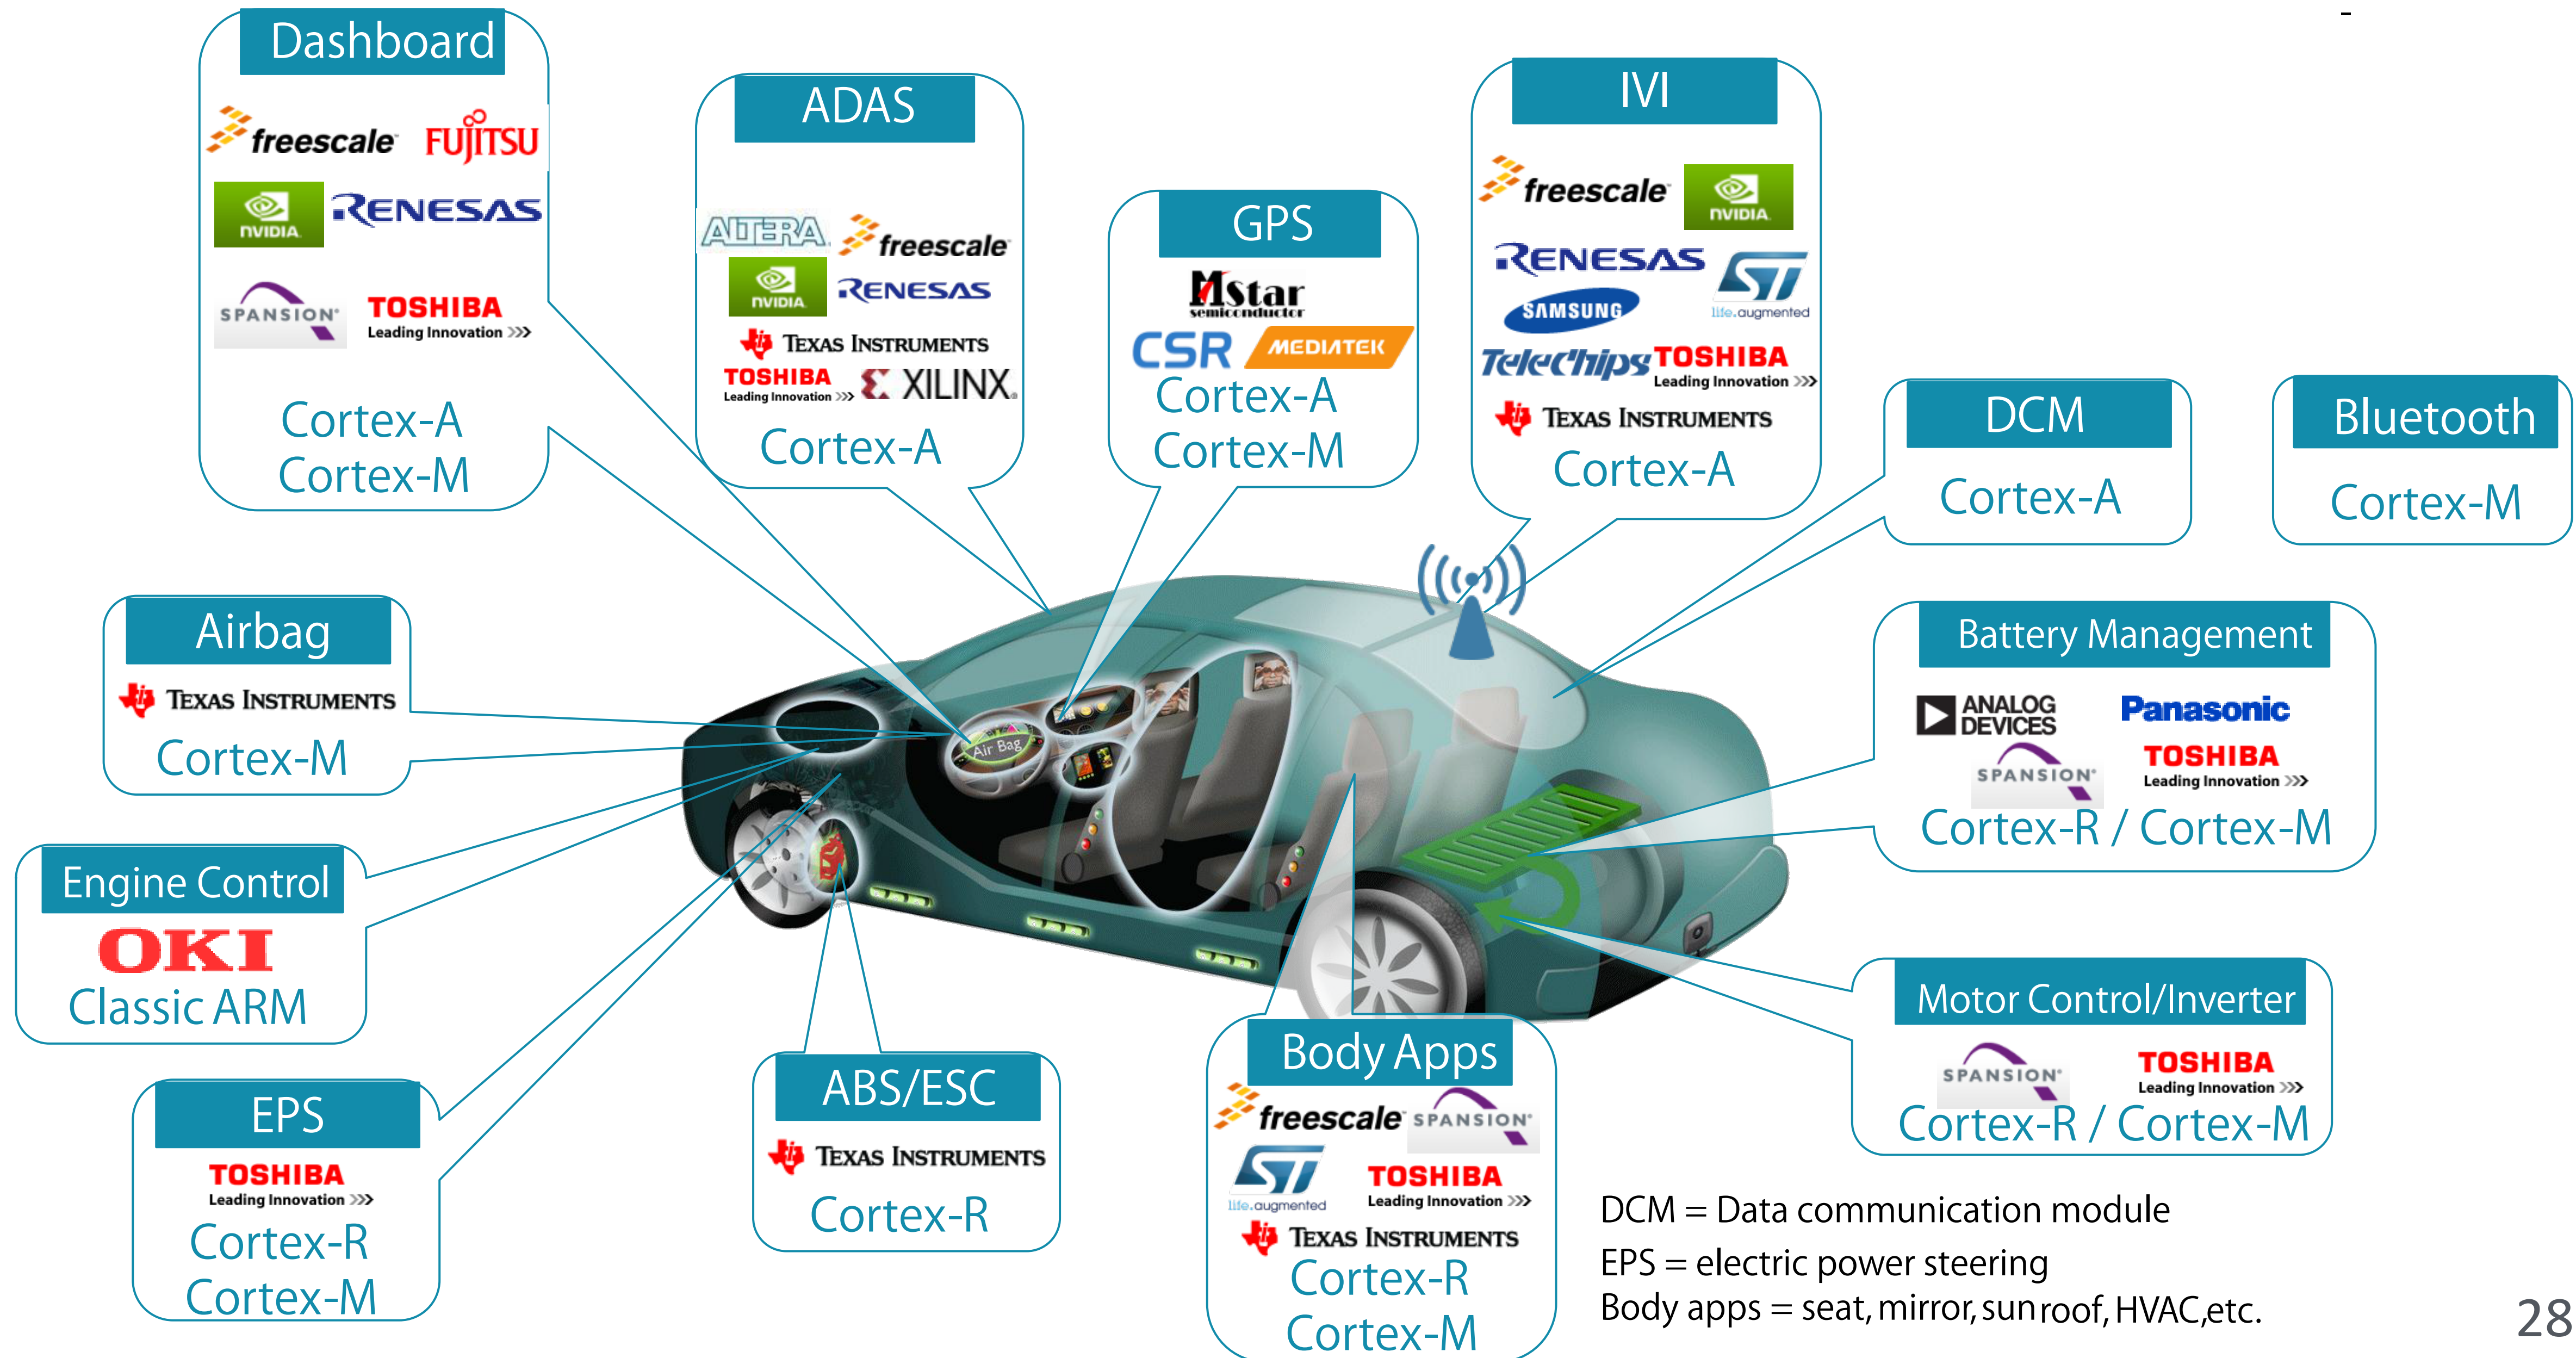 Dashboard
freescale FUJITSU
NVIDIA RENESAS
SPANSION TOSHIBA
Leading Innovation >>>
Cortex-A
Cortex-M
ADAS
ALTERA freescale
NVIDIA RENESAS
TEXAS INSTRUMENTS
TOSHIBA XILINX
Leading Innovation >>>
Cortex-A
GPS
MStar
semiconductor
CSR MEDIATEK
Cortex-A
Cortex-M
IVI
freescale NVIDIA
RENESAS ST
life.augmented
SAMSUNG
Telechips TOSHIBA
Leading Innovation >>>
TEXAS INSTRUMENTS
Cortex-A
DCM
Cortex-A
Bluetooth
Cortex-M
Airbag
TEXAS INSTRUMENTS
Cortex-M
Air Bag
Battery Management
ANALOG
DEVICES
Panasonic
SPANSION TOSHIBA
Leading Innovation >>>
Cortex-R / Cortex-M
Engine Control
OKI
Classic ARM
Motor Control/Inverter
SPANSION TOSHIBA
Leading Innovation >>>
Cortex-R / Cortex-M
EPS
TOSHIBA
Leading Innovation >>>
Cortex-R
Cortex-M
ABS/ESC
TEXAS INSTRUMENTS
Cortex-R
Body Apps
freescale SPANSION
ST TOSHIBA
life.augmented Leading Innovation >>>
TEXAS INSTRUMENTS
Cortex-R
Cortex-M
DCM = Data communication module
EPS = electric power steering
Body apps = seat, mirror, sunroof, HVAC,etc.
28